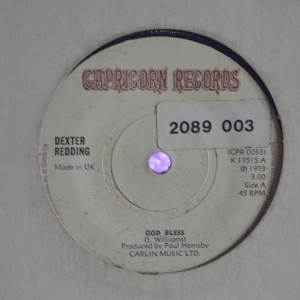 CAPRICORN RECORDS
2089 003
DEXTER
REDDING
Made in UK
(CPR 0033)
K 17515 A
℗ 1973
3.00
Side A
45 RPM
GOD BLESS
(J. Williams)
Produced by Paul Hornsby
CARLIN MUSIC LTD.